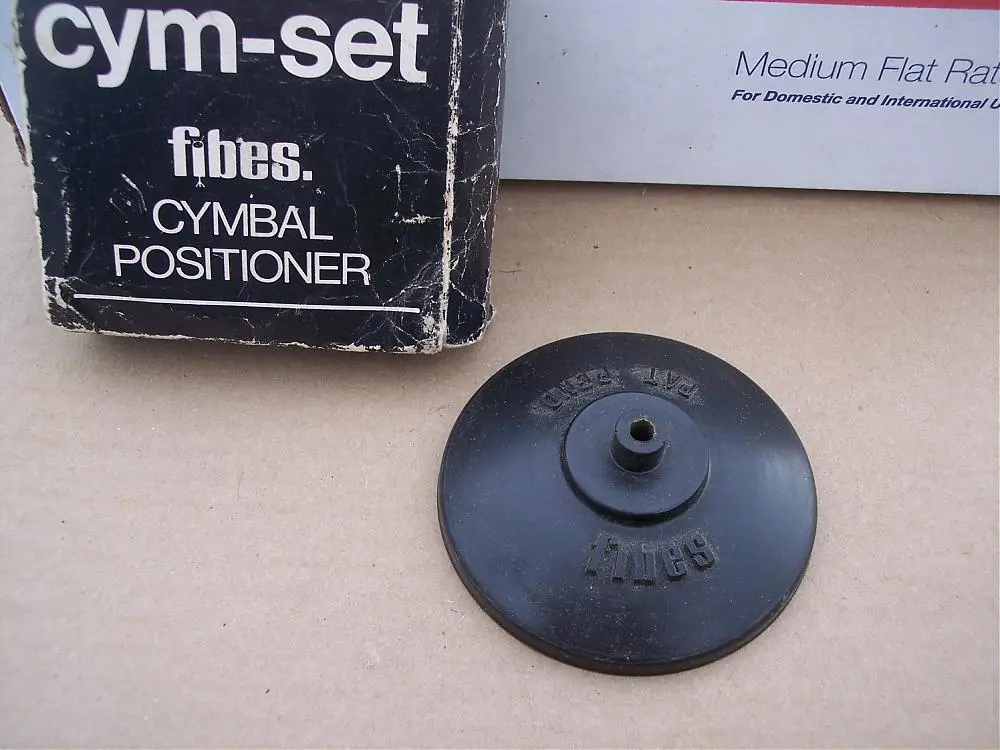 cym-set
fibes.
CYMBAL
POSITIONER
Medium Flat Rat
For Domestic and International U
PAT PEND
fibes